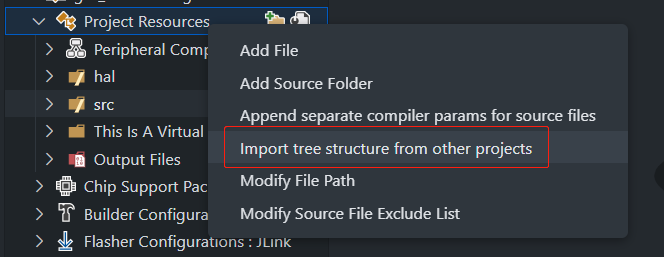 Project Resources
Peripheral Comp
hal
src
This Is A Virtual
Output Files
Chip Support Pac
Builder Configura
Flasher Configurations : JLink
Add File
Add Source Folder
Append separate compiler params for source files
Import tree structure from other projects
Modify File Path
Modify Source File Exclude List